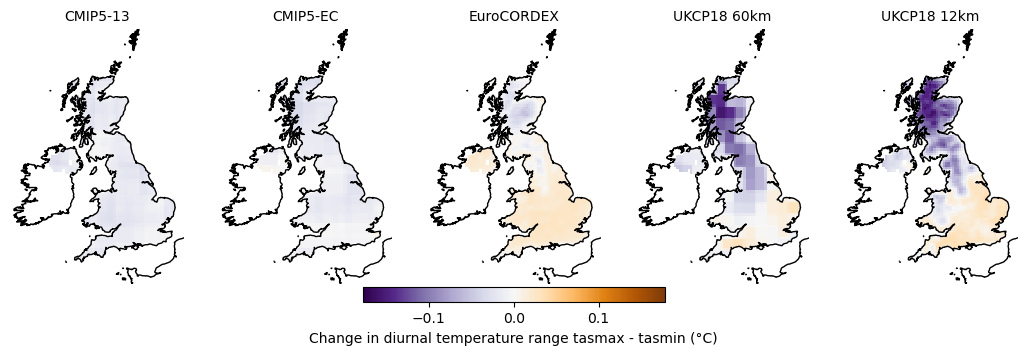 CMIP5-13 CMIP5-EC EuroCORDEX UKCP18 60km UKCP18 12km
−0.1 0.0 0.1
Change in diurnal temperature range tasmax - tasmin (°C)